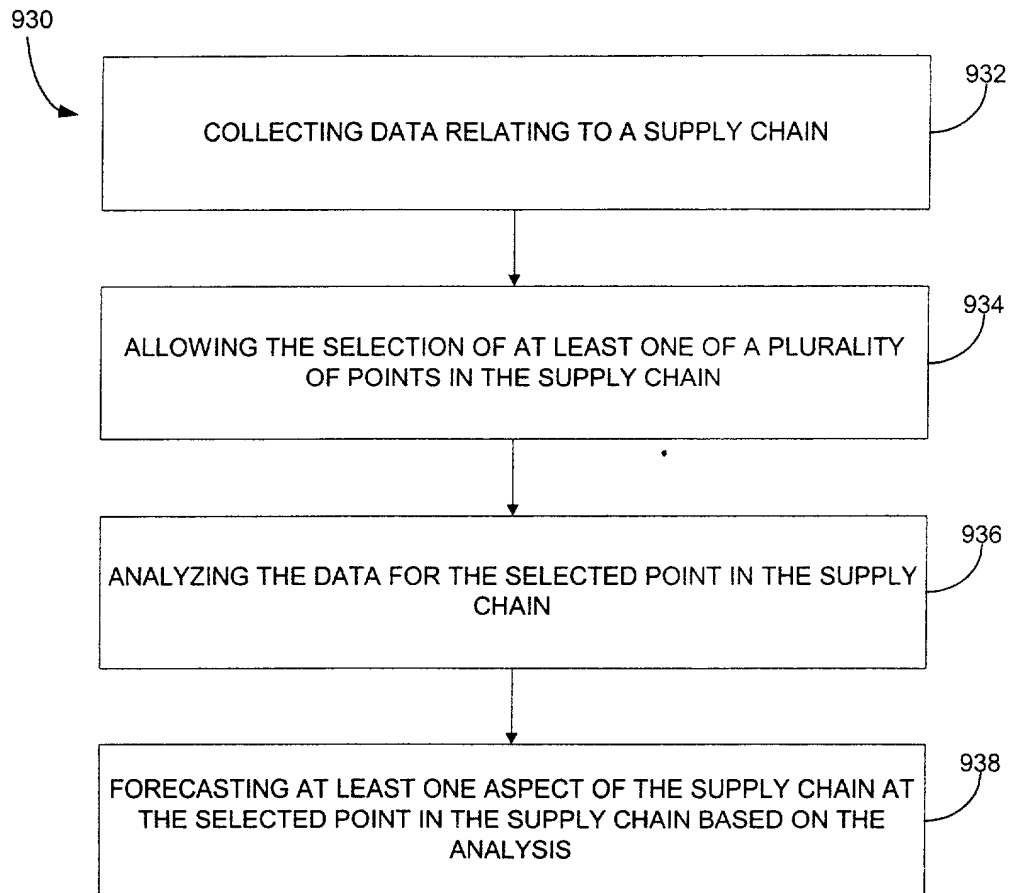 930
932
COLLECTING DATA RELATING TO A SUPPLY CHAIN
934
ALLOWING THE SELECTION OF AT LEAST ONE OF A PLURALITY
OF POINTS IN THE SUPPLY CHAIN
936
ANALYZING THE DATA FOR THE SELECTED POINT IN THE SUPPLY
CHAIN
938
FORECASTING AT LEAST ONE ASPECT OF THE SUPPLY CHAIN AT
THE SELECTED POINT IN THE SUPPLY CHAIN BASED ON THE
ANALYSIS